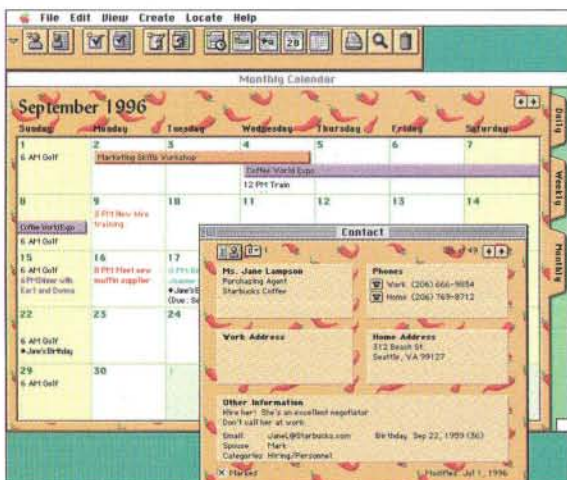 File Edit View Create Locate Help
Monthly Calendar
September 1996
Sunday Monday Tuesday Wednesday Thursday Friday Saturday
Daily
Weekly
Monthly
1 2 3 4 5 6 7
6 AM Golf
Marketing Skills Workshop
Coffee World Expo
12 PM Train
8 9 10 11 12 13 14
Coffee World Expo
6 AM Golf
3 PM New hire
training
15 16 17
6 AM Golf
6 PM Dinner with
Earl and Donna
8 PM Meet new
muffin supplier
22 23 24
6 AM Golf
Jane's Birthday
29 30
6 AM Golf
Contact
of 49
Ms. Jane Lampson
Purchasing Agent
Starbucks Coffee
Phones
Work (206) 666-9854
Home (206) 769-8712
Work Address
Home Address
312 Beach St.
Seattle, VA 99127
Other Information
Hire her! She's an excellent negotiator
Don't call her at work
Email JaneL@Starbucks.com Birthday Sep 22, 1959 (36)
Spouse Mark
Categories Hiring/Personnel
Marked Modified Jul 1, 1996